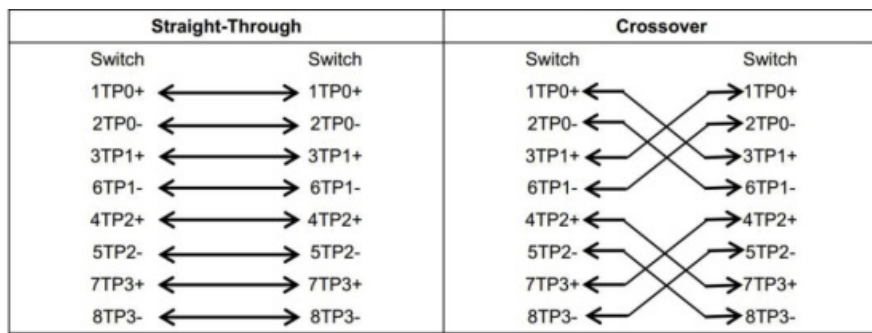 Straight-Through Crossover
Switch Switch Switch Switch
1TP0+ 1TP0+ 1TP0+ 1TP0+
2TP0- 2TP0- 2TP0- 2TP0-
3TP1+ 3TP1+ 3TP1+ 3TP1+
6TP1- 6TP1- 6TP1- 6TP1-
4TP2+ 4TP2+ 4TP2+ 4TP2+
5TP2- 5TP2- 5TP2- 5TP2-
7TP3+ 7TP3+ 7TP3+ 7TP3+
8TP3- 8TP3- 8TP3- 8TP3-